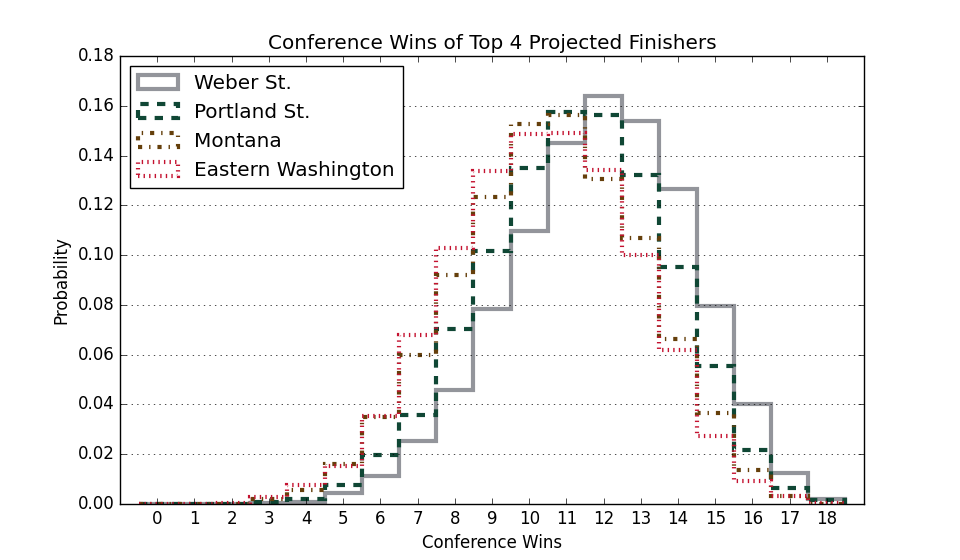 Conference Wins of Top 4 Projected Finishers
0.18
0.16
0.14
0.12
0.10
0.08
0.06
0.04
0.02
0.00
Probability
Weber St.
Portland St.
Montana
Eastern Washington
0 1 2 3 4 5 6 7 8 9 10 11 12 13 14 15 16 17 18
Conference Wins